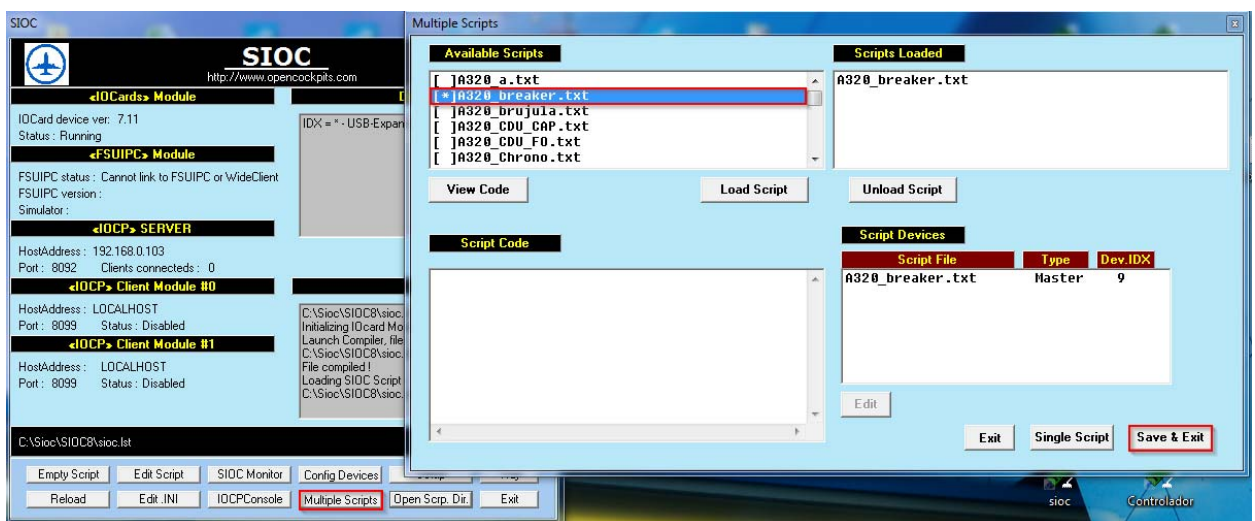 SIOC
SIOC
http://www.opencockpits.com
«IOCards» Module
IOCard device ver: 7.11
Status : Running
«FSUIPC» Module
FSUIPC status : Cannot link to FSUIPC or WideClient
FSUIPC version :
Simulator :
«IOCP» SERVER
HostAddress : 192.168.0.103
Port : 8092 Clients connecteds : 0
«IOCP» Client Module #0
HostAddress : LOCALHOST
Port : 8099 Status : Disabled
«IOCP» Client Module #1
HostAddress : LOCALHOST
Port : 8099 Status : Disabled
IDX = * - USB-Expan
C:\Sioc\SIOC8\sioc.
Initializing IOcard Mo
Launch Compiler, file
C:\Sioc\SIOC8\sioc.
File compiled !
Loading SIOC Script
C:\Sioc\SIOC8\sioc.
C:\Sioc\SIOC8\sioc.lst
Empty Script Edit Script SIOC Monitor Config Devices
Reload Edit .INI IOCPConsole Multiple Scripts Open Scrp. Dir. Exit
Multiple Scripts
Available Scripts
[ ]A320_a.txt
[*]A320_breaker.txt
[ ]A320_brujula.txt
[ ]A320_CDU_CAP.txt
[ ]A320_CDU_FO.txt
[ ]A320_Chrono.txt
View Code Load Script
Scripts Loaded
A320_breaker.txt
Unload Script
Script Code
Script Devices
Script File Type Dev.IDX
A320_breaker.txt Master 9
Edit
Exit Single Script Save & Exit
sioc Controlador